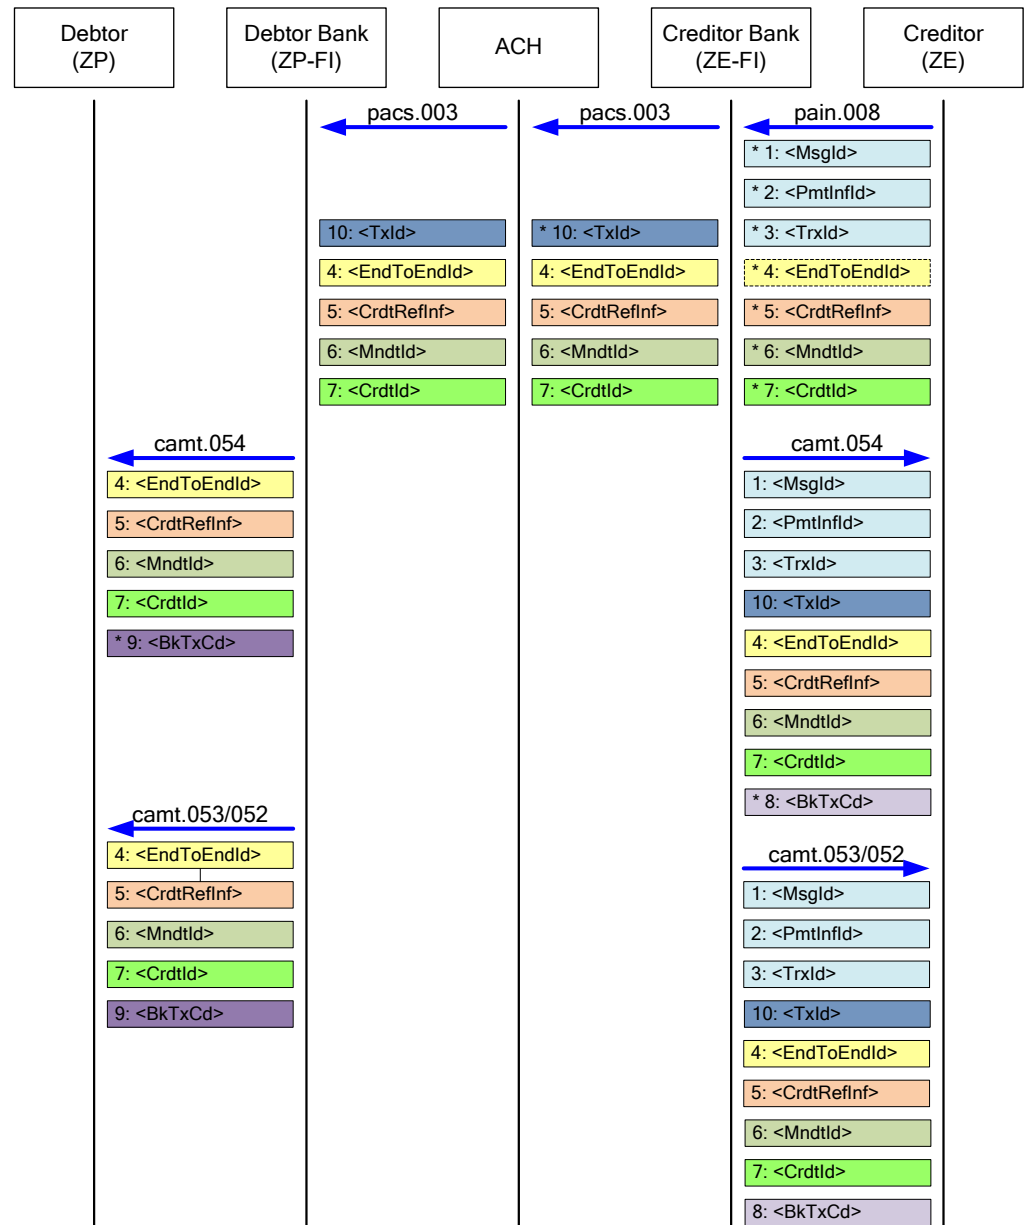 Debtor
(ZP)
Debtor Bank
(ZP-FI)
ACH
Creditor Bank
(ZE-FI)
Creditor
(ZE)
pacs.003
pacs.003
pain.008
* 1: <MsgId>
* 2: <PmtInfId>
10: <TxId>
* 10: <TxId>
* 3: <TrxId>
4: <EndToEndId>
4: <EndToEndId>
* 4: <EndToEndId>
5: <CrdtRefInf>
5: <CrdtRefInf>
* 5: <CrdtRefInf>
6: <MndtId>
6: <MndtId>
* 6: <MndtId>
7: <CrdtId>
7: <CrdtId>
* 7: <CrdtId>
camt.054
4: <EndToEndId>
5: <CrdtRefInf>
6: <MndtId>
7: <CrdtId>
* 9: <BkTxCd>
camt.054
1: <MsgId>
2: <PmtInfId>
3: <TrxId>
10: <TxId>
4: <EndToEndId>
5: <CrdtRefInf>
6: <MndtId>
7: <CrdtId>
* 8: <BkTxCd>
camt.053/052
4: <EndToEndId>
5: <CrdtRefInf>
6: <MndtId>
7: <CrdtId>
9: <BkTxCd>
camt.053/052
1: <MsgId>
2: <PmtInfId>
3: <TrxId>
10: <TxId>
4: <EndToEndId>
5: <CrdtRefInf>
6: <MndtId>
7: <CrdtId>
8: <BkTxCd>